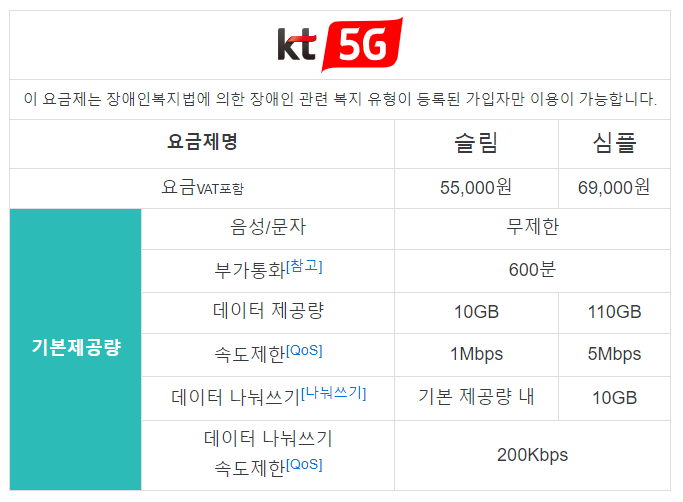 kt 5G
이 요금제는 장애인복지법에 의한 장애인 관련 복지 유형이 등록된 가입자만 이용이 가능합니다.
요금제명 슬림 심플
요금VAT포함 55,000원 69,000원
기본제공량
음성/문자 무제한
부가통화[참고] 600분
데이터 제공량 10GB 110GB
속도제한[QoS] 1Mbps 5Mbps
데이터 나눠쓰기[나눠쓰기] 기본 제공량 내 10GB
데이터 나눠쓰기
속도제한[QoS] 200Kbps